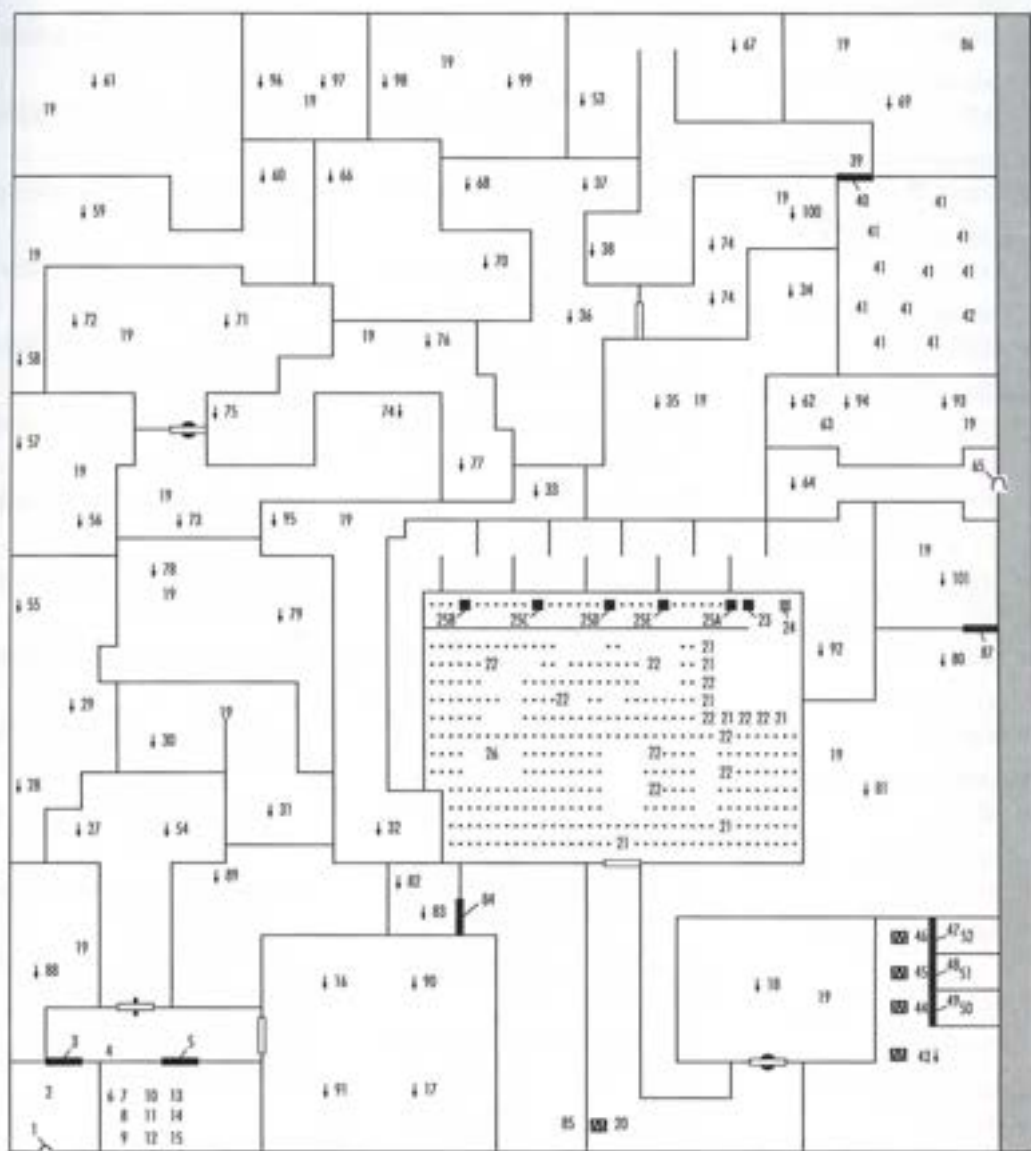 67 19 86
19
↓ 61 ↓ 96 ↓ 97 ↓ 98 ↓ 99
19 19 ↓ 53 ↓ 69
39
↓ 60 ↓ 66 ↓ 68 ↓ 37
19 40 41
↓ 59 ↓ 100
41 41
↓ 74
19 ↓ 38
↓ 70
41 41 41
↓ 74 ↓ 34
41 41 42
↓ 72 19 ↓ 71 ↓ 36
19 ↓ 76
41 41
↓ 58
↓ 75 74 ↓ ↓ 35 19 ↓ 62 ↓ 94 ↓ 93
63 19
↓ 57
19 ↓ 77 65
↓ 64
19 ↓ 33
↓ 56 ↓ 73 ↓ 95 19
19
↓ 78 ↓ 101
19
↓ 55 ↓ 79
25B 25C 25D 25E 25A 23 24
21 ↓ 92 87
22 22 21 ↓ 80
22
22 21
↓ 29 19 22 21 22 22 21
22
↓ 30 26 22 19
22
↓ 28 22 ↓ 81
↓ 31
↓ 27 ↓ 54 ↓ 32 21
21
↓ 89 ↓ 82
↓ 83 84
46 47 52
19
↓ 88 45 48 51
↓ 16 ↓ 90 ↓ 18 19
44 49 50
3 4 5 43 ↓
2 6 7 10 13 ↓ 91 ↓ 17
8 11 14
1 9 12 15 85 20